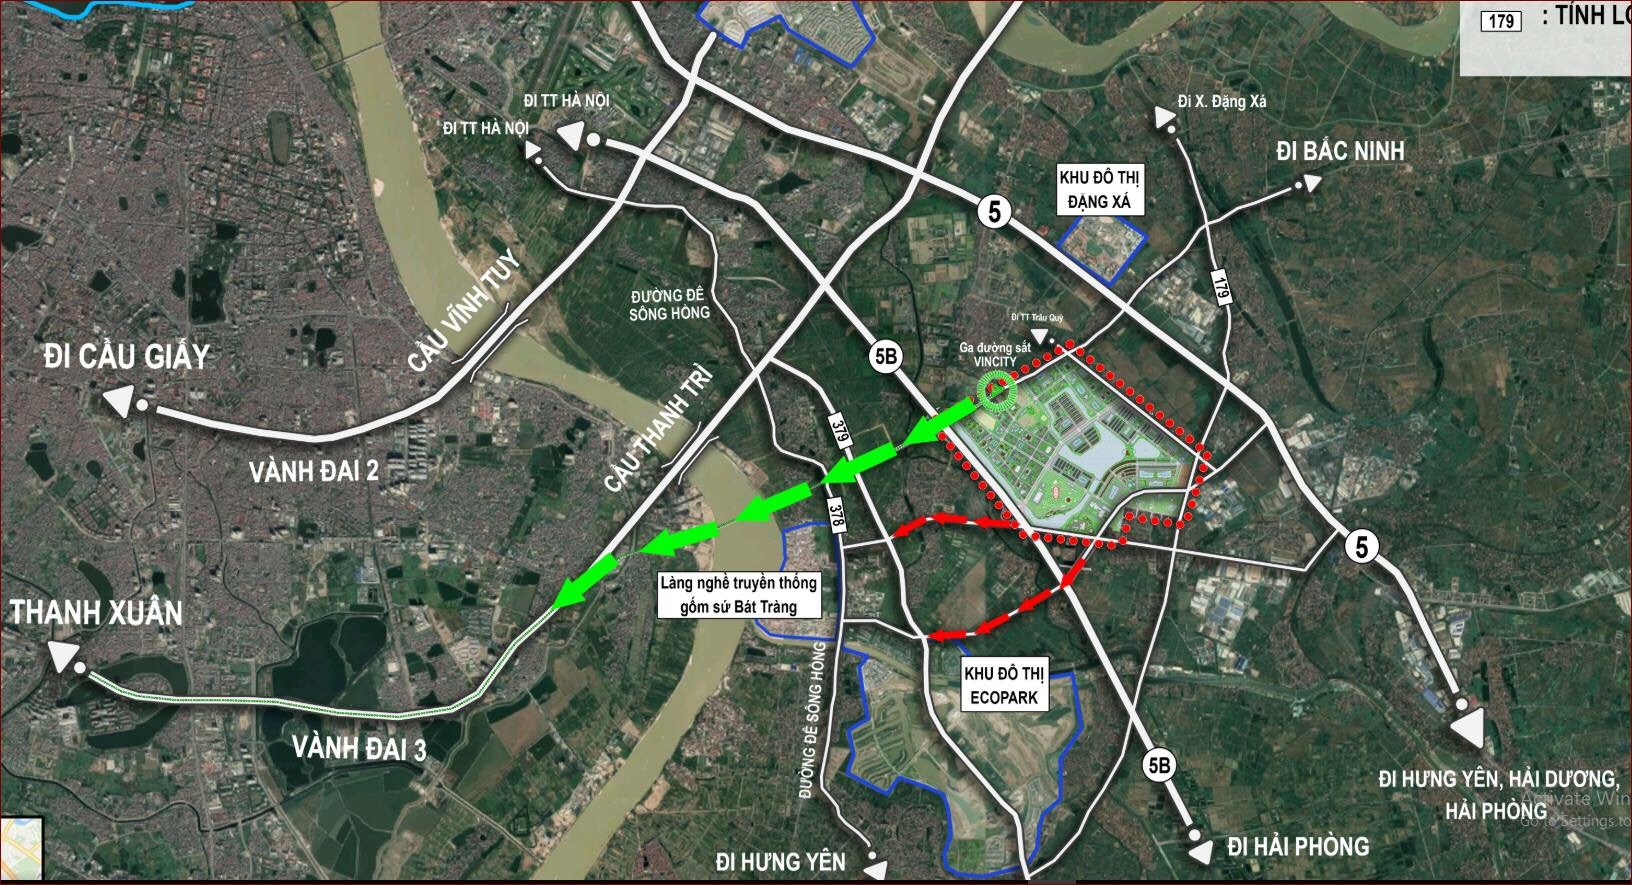 179 : TÍNH LO
ĐI TT HÀ NỘI
ĐI TT HÀ NỘI
Đi X. Đặng Xá
ĐI BẮC NINH
KHU ĐÔ THỊ
ĐẶNG XÁ
5
179
ĐƯỜNG ĐÊ
SÔNG HỒNG
CẦU VĨNH TUY
Đi TT Trâu Quỳ
Ga đường sắt
VINCITY
5B
ĐI CẦU GIẤY
CẦU THANH TRÌ
379
VÀNH ĐAI 2
378
5
Làng nghề truyền thống
gốm sứ Bát Tràng
THANH XUÂN
KHU ĐÔ THỊ
ECOPARK
ĐƯỜNG ĐÊ SÔNG HỒNG
VÀNH ĐAI 3
5B
ĐI HƯNG YÊN, HẢI DƯƠNG,
HẢI PHÒNG
Activate Win
Go to Settings to
ĐI HƯNG YÊN
ĐI HẢI PHÒNG